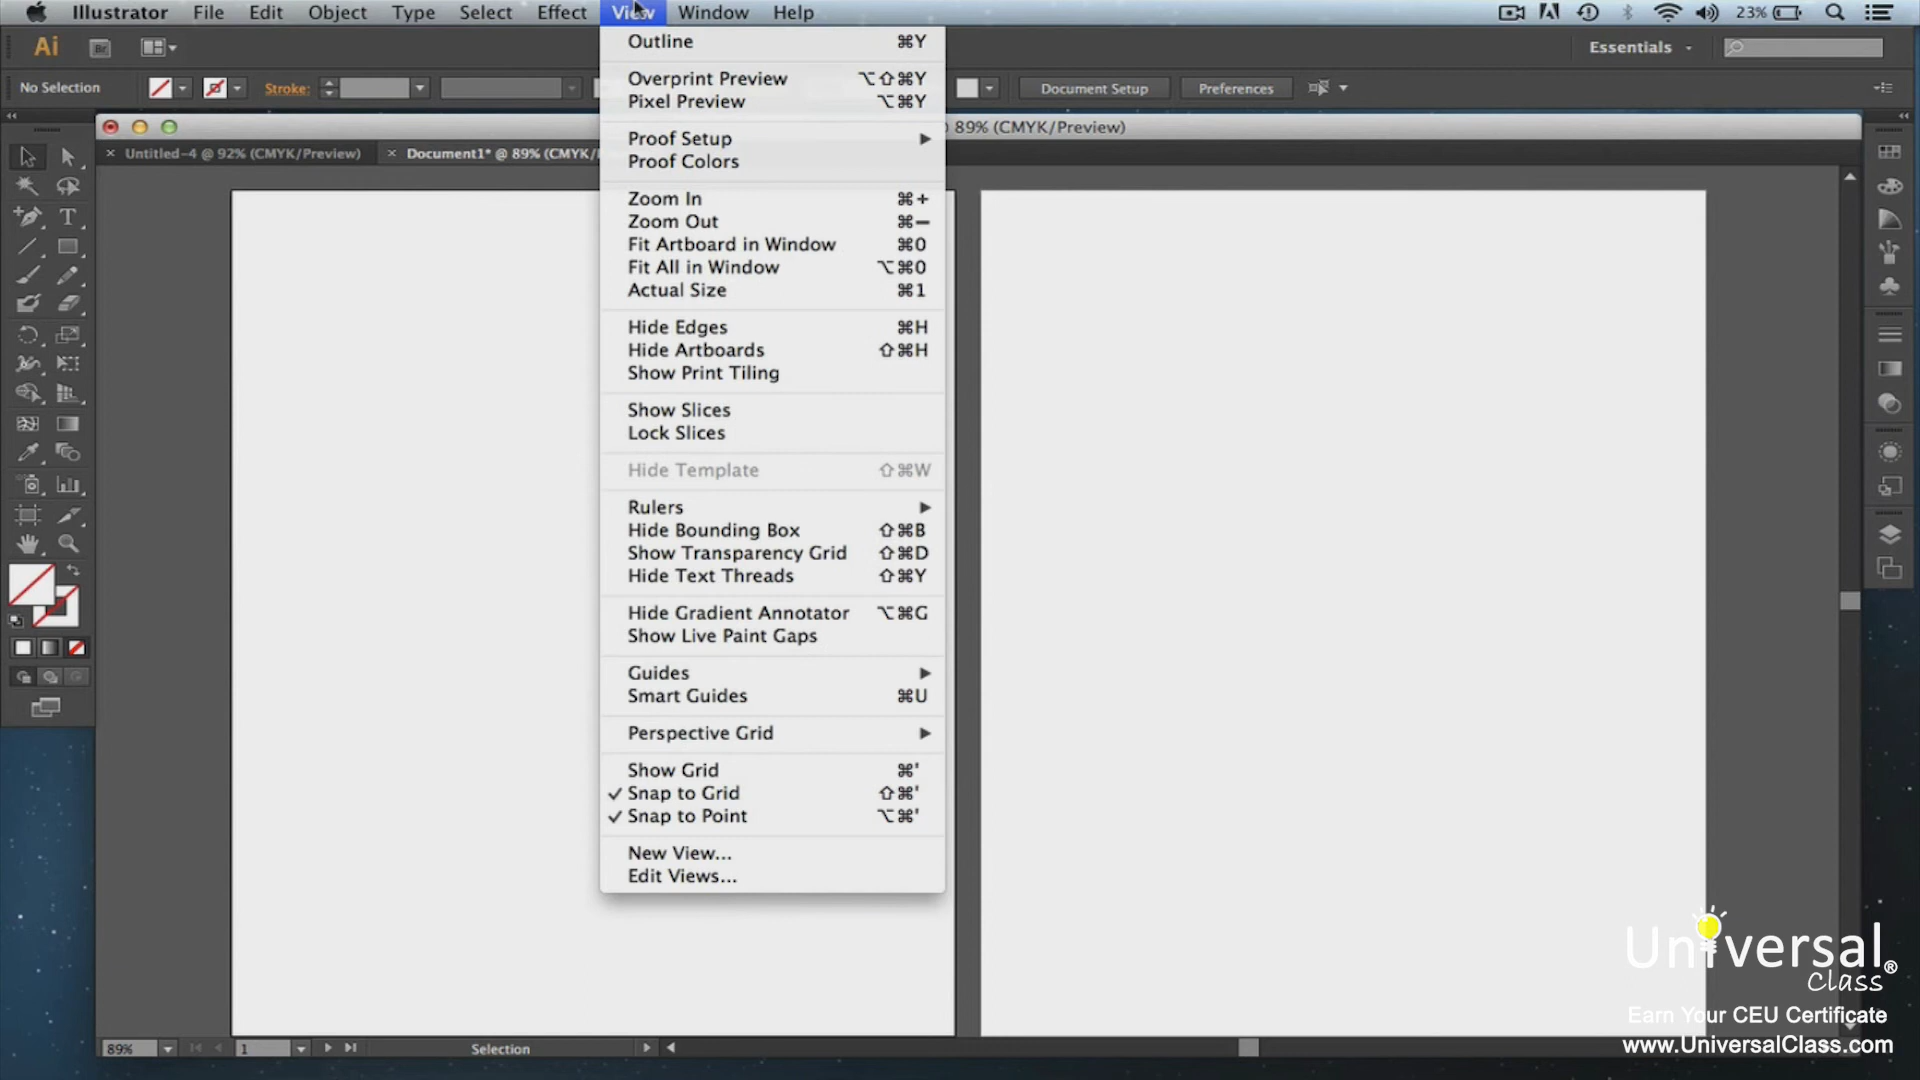 Illustrator File Edit Object Type Select Effect View Window Help 23%
Ai Br Essentials
No Selection Stroke: Document Setup Preferences
@ 89% (CMYK/Preview)
× Untitled-4 @ 92% (CMYK/Preview) × Document1* @ 89% (CMYK/
Outline ⌘Y
Overprint Preview ⌥⇧⌘Y
Pixel Preview ⌥⌘Y
Proof Setup
Proof Colors
Zoom In ⌘+
Zoom Out ⌘−
Fit Artboard in Window ⌘0
Fit All in Window ⌥⌘0
Actual Size ⌘1
Hide Edges ⌘H
Hide Artboards ⇧⌘H
Show Print Tiling
Show Slices
Lock Slices
Hide Template ⇧⌘W
Rulers
Hide Bounding Box ⇧⌘B
Show Transparency Grid ⇧⌘D
Hide Text Threads ⇧⌘Y
Hide Gradient Annotator ⌥⌘G
Show Live Paint Gaps
Guides
Smart Guides ⌘U
Perspective Grid
Show Grid ⌘'
✓ Snap to Grid ⇧⌘'
✓ Snap to Point ⌥⌘'
New View...
Edit Views...
Universal®
Class
Earn Your CEU Certificate
www.UniversalClass.com
89% 1 Selection